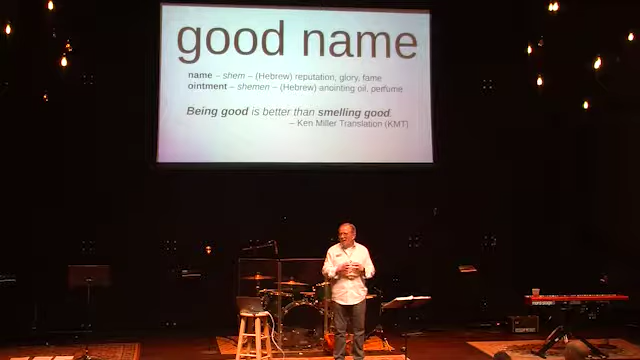 good name
name – shem – (Hebrew) reputation, glory, fame
ointment – shemen – (Hebrew) anointing oil, perfume
Being good is better than smelling good.
– Ken Miller Translation (KMT)